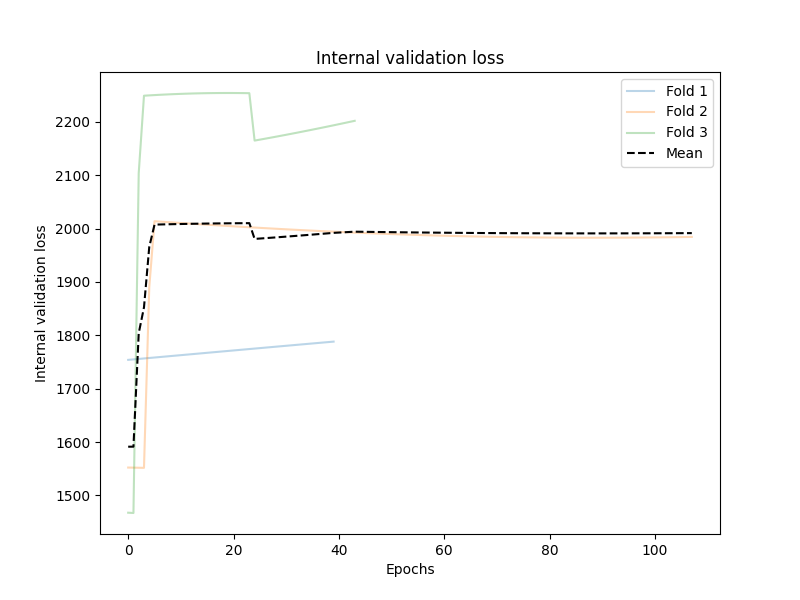 Internal validation loss
Fold 1
Fold 2
Fold 3
Mean
Internal validation loss
2200
2100
2000
1900
1800
1700
1600
1500
0 20 40 60 80 100
Epochs